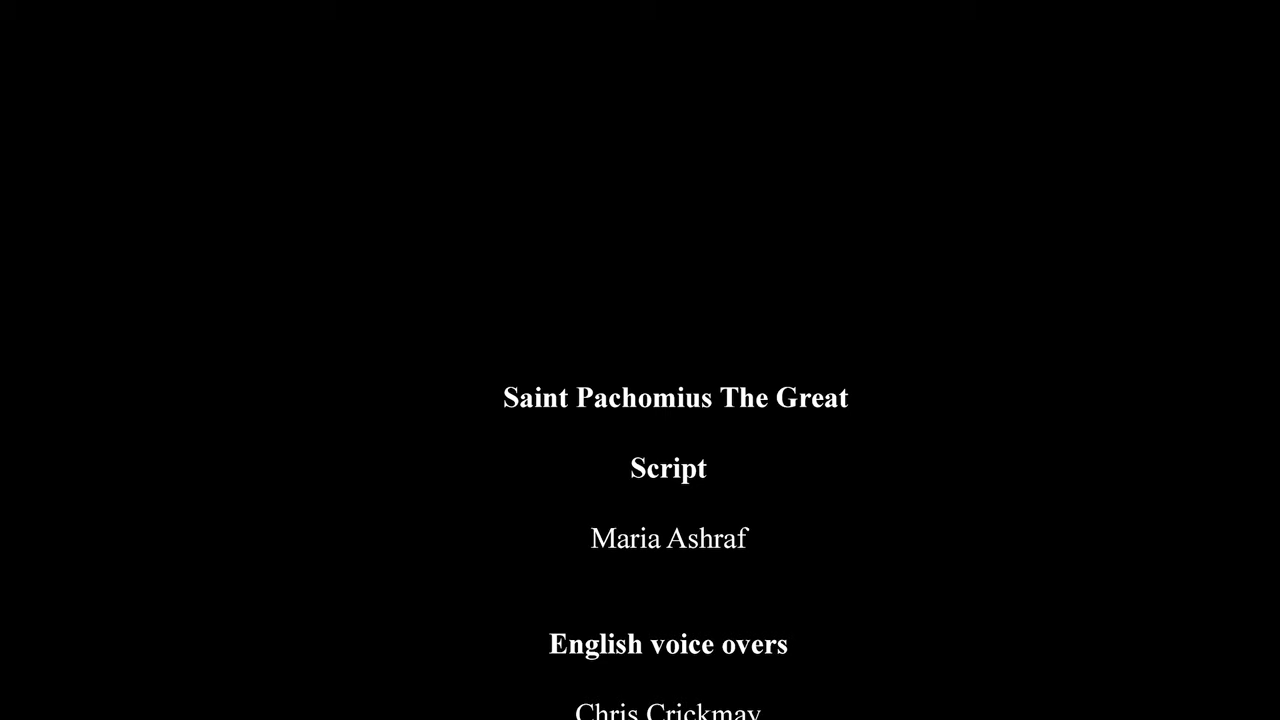 Saint Pachomius The Great
Script
Maria Ashraf
English voice overs
Chris Crickmay